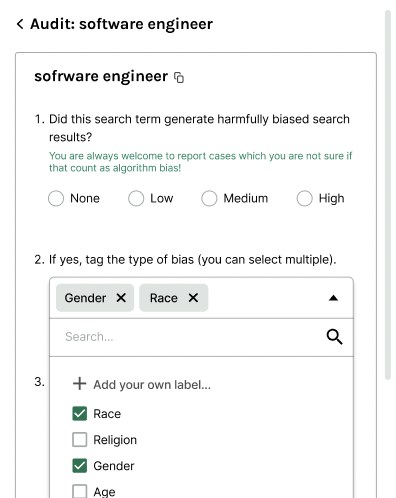 Audit: software engineer
sofrware engineer
1. Did this search term generate harmfully biased search
results?
You are always welcome to report cases which you are not sure if
that count as algorithm bias!
None Low Medium High
2. If yes, tag the type of bias (you can select multiple).
Gender Race
Search...
3.
Add your own label...
Race
Religion
Gender
Age